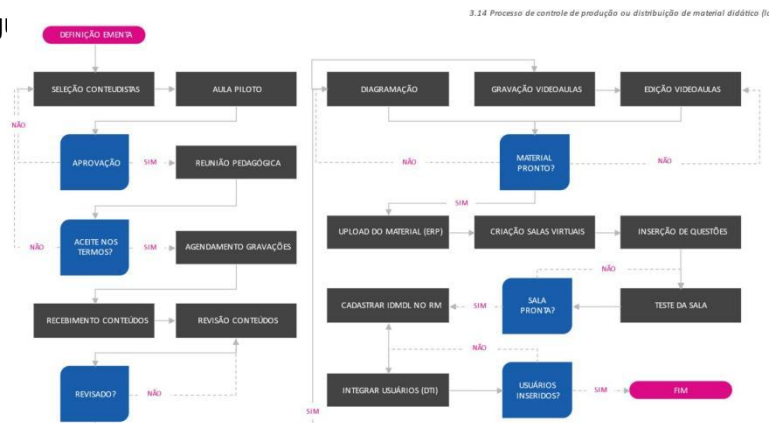 3.14 Processo de controle de produção ou distribuição de material didático
DEFINIÇÃO EMENTA
SELEÇÃO CONTEUDISTAS
AULA PILOTO
NÃO
APROVAÇÃO
SIM
REUNIÃO PEDAGÓGICA
NÃO
ACEITE NOS
TERMOS?
SIM
AGENDAMENTO GRAVAÇÕES
RECEBIMENTO CONTEÚDOS
REVISÃO CONTEÚDOS
REVISADO?
NÃO
SIM
DIAGRAMAÇÃO
GRAVAÇÃO VIDEOAULAS
EDIÇÃO VIDEOAULAS
NÃO
MATERIAL
PRONTO?
NÃO
SIM
UPLOAD DO MATERIAL (ERP)
CRIAÇÃO SALAS VIRTUAIS
INSERÇÃO DE QUESTÕES
NÃO
CADASTRAR IDMDL NO RM
SIM
SALA
PRONTA?
TESTE DA SALA
NÃO
INTEGRAR USUÁRIOS (DTI)
USUÁRIOS
INSERIDOS?
SIM
FIM